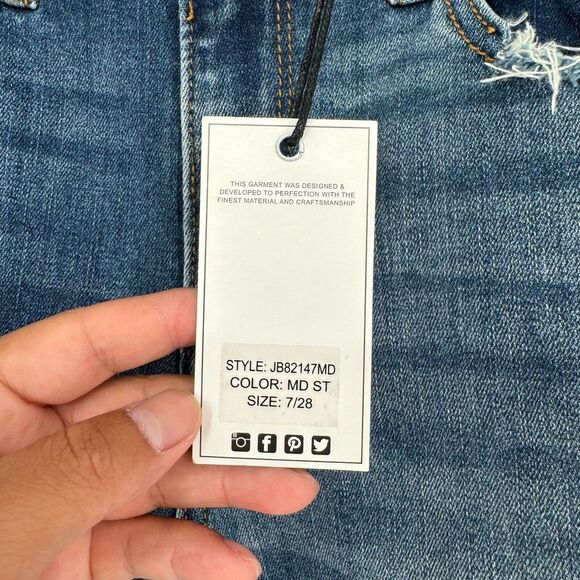 THIS GARMENT WAS DESIGNED &
DEVELOPED TO PERFECTION WITH THE
FINEST MATERIAL AND CRAFTSMANSHIP
STYLE: JB82147MD
COLOR: MD ST
SIZE: 7/28